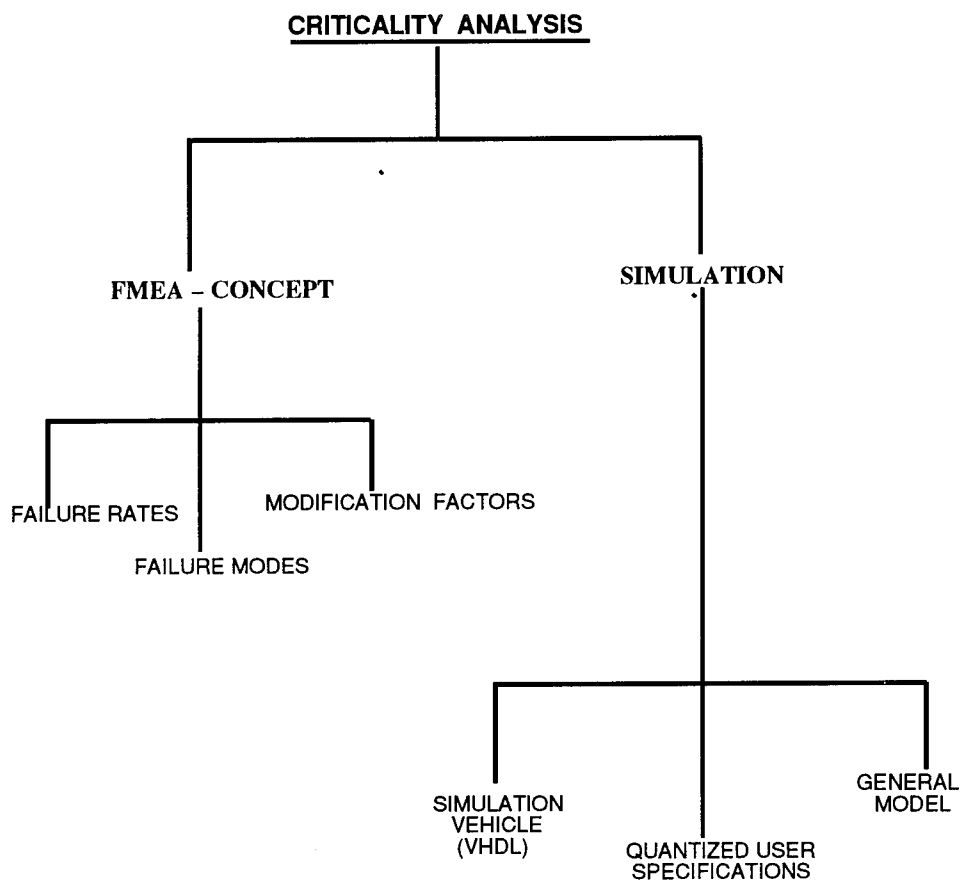 CRITICALITY ANALYSIS
FMEA – CONCEPT
SIMULATION
FAILURE RATES
MODIFICATION FACTORS
FAILURE MODES
SIMULATION
VEHICLE
(VHDL)
QUANTIZED USER
SPECIFICATIONS
GENERAL
MODEL